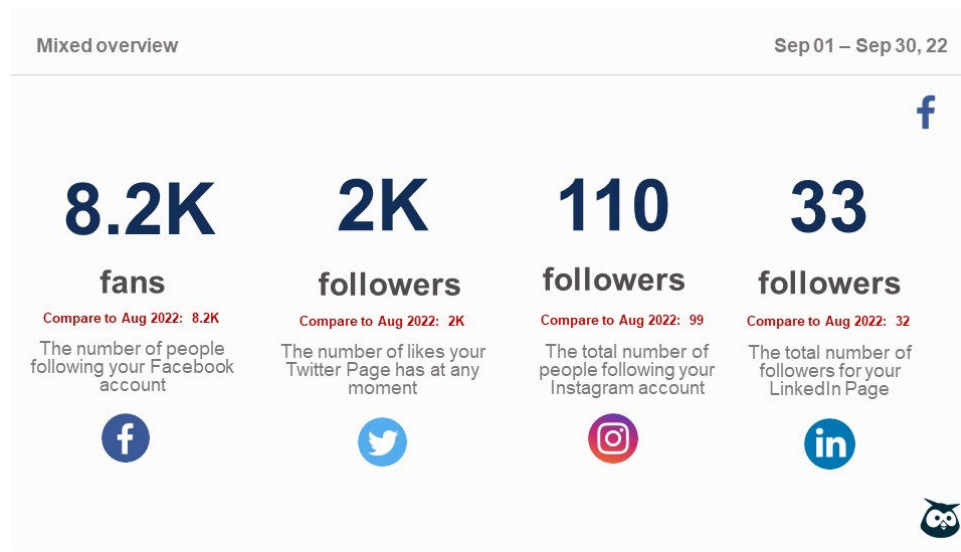 Mixed overview
Sep 01 – Sep 30, 22
8.2K
fans
Compare to Aug 2022: 8.2K
The number of people
following your Facebook
account
2K
followers
Compare to Aug 2022: 2K
The number of likes your
Twitter Page has at any
moment
110
followers
Compare to Aug 2022: 99
The total number of
people following your
Instagram account
33
followers
Compare to Aug 2022: 32
The total number of
followers for your
LinkedIn Page
f
f
in